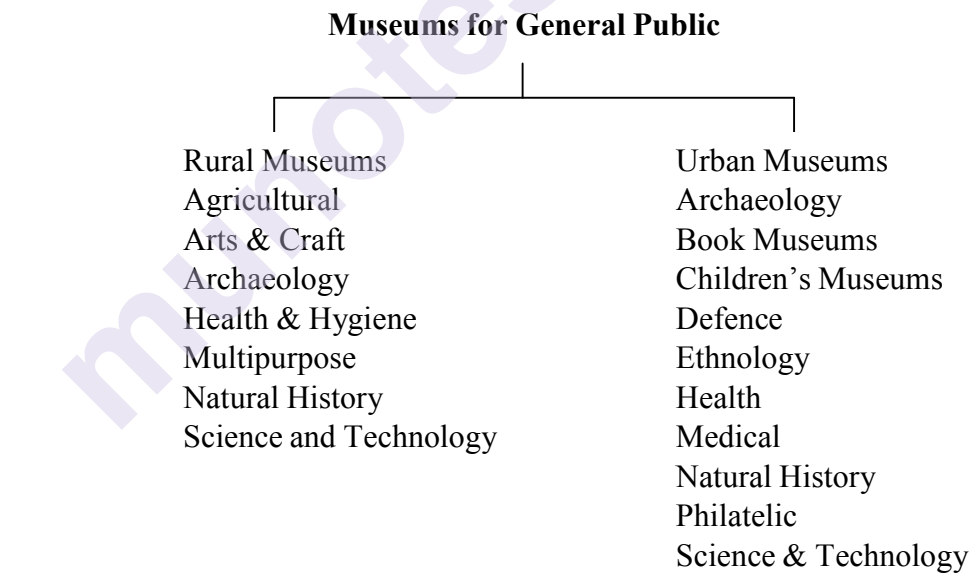 Museums for General Public
Rural Museums
Agricultural
Arts & Craft
Archaeology
Health & Hygiene
Multipurpose
Natural History
Science and Technology
Urban Museums
Archaeology
Book Museums
Children’s Museums
Defence
Ethnology
Health
Medical
Natural History
Philatelic
Science & Technology
munotes